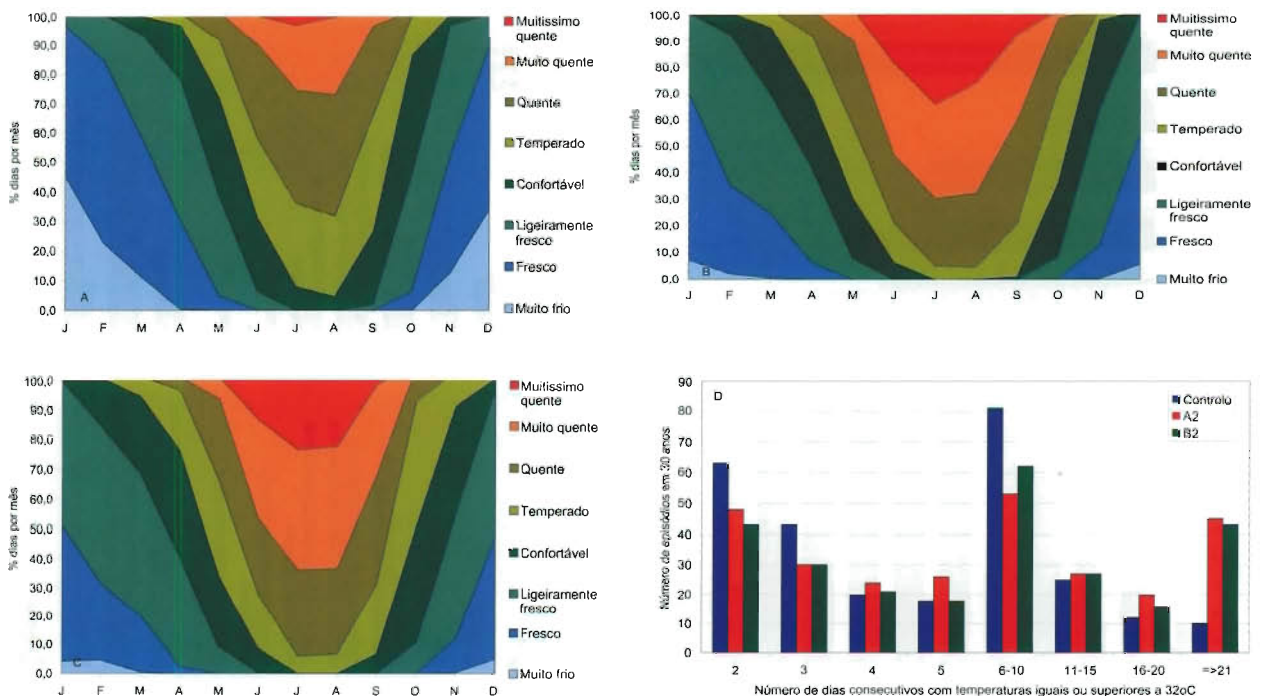 % dias por mês
100,0
90,0
80,0
70,0
60,0
50,0
40,0
30,0
20,0
10,0
0,0
A
J F M A M J J A S O N D
Muitissimo
quente
Muito quente
Quente
Temperado
Confortável
Ligeiramente
fresco
Fresco
Muito frio
% dias por mês
100,0
90,0
80,0
70,0
60,0
50,0
40,0
30,0
20,0
10,0
0,0
B
J F M A M J J A S O N D
Muitissimo
quente
Muito quente
Quente
Temperado
Confortável
Ligeiramente
fresco
Fresco
Muito frio
% dias por mês
100,0
90,0
80,0
70,0
60,0
50,0
40,0
30,0
20,0
10,0
0,0
C
J F M A M J J A S O N D
Muitissimo
quente
Muito quente
Quente
Temperado
Confortável
Ligeiramente
fresco
Fresco
Muito frio
Número de episódios em 30 anos
90
80
70
60
50
40
30
20
10
0
D
Controlo
A2
B2
2 3 4 5 6-10 11-15 16-20 =>21
Número de dias consecutivos com temperaturas iguais ou superiores a 32oC